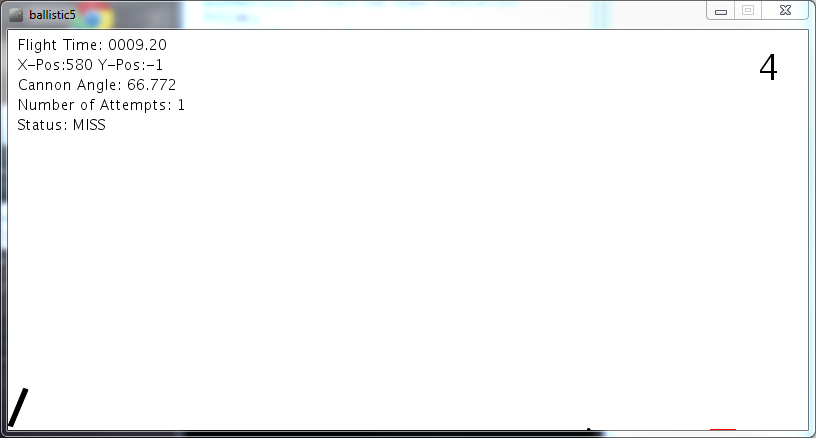 ballistic5
Flight Time: 0009.20
X-Pos:580 Y-Pos:-1
Cannon Angle: 66.772
Number of Attempts: 1
Status: MISS
4